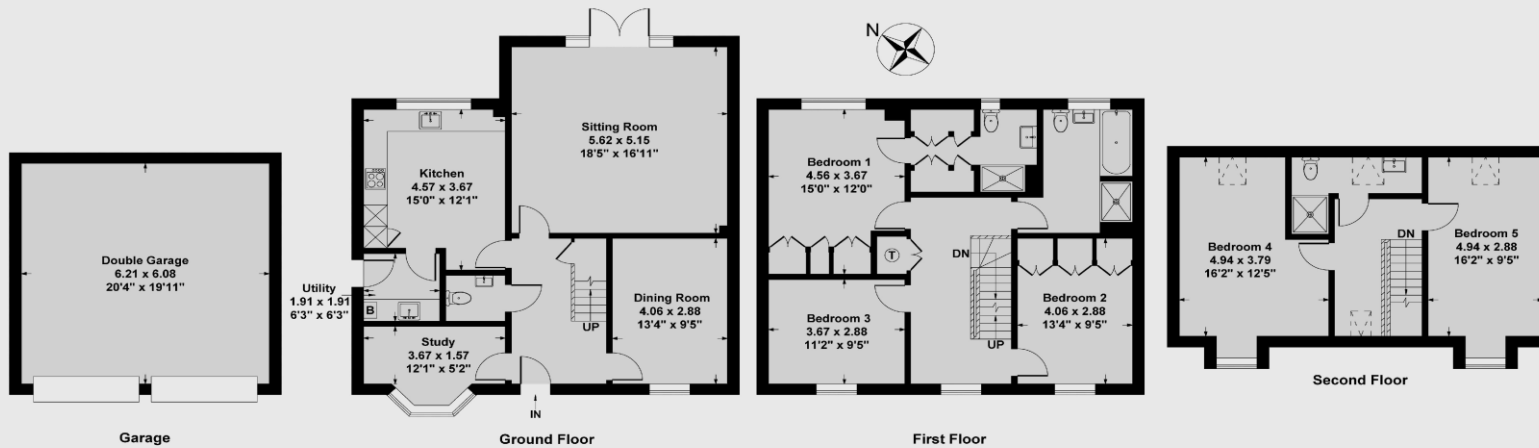 N
Double Garage
6.21 x 6.08
20'4" x 19'11"
Garage
Kitchen
4.57 x 3.67
15'0" x 12'1"
Sitting Room
5.62 x 5.15
18'5" x 16'11"
Utility
1.91 x 1.91
6'3" x 6'3"
B
Study
3.67 x 1.57
12'1" x 5'2"
UP
Dining Room
4.06 x 2.88
13'4" x 9'5"
IN
Ground Floor
Bedroom 1
4.56 x 3.67
15'0" x 12'0"
T
DN
Bedroom 3
3.67 x 2.88
11'2" x 9'5"
UP
Bedroom 2
4.06 x 2.88
13'4" x 9'5"
First Floor
Bedroom 4
4.94 x 3.79
16'2" x 12'5"
DN
Bedroom 5
4.94 x 2.88
16'2" x 9'5"
Second Floor